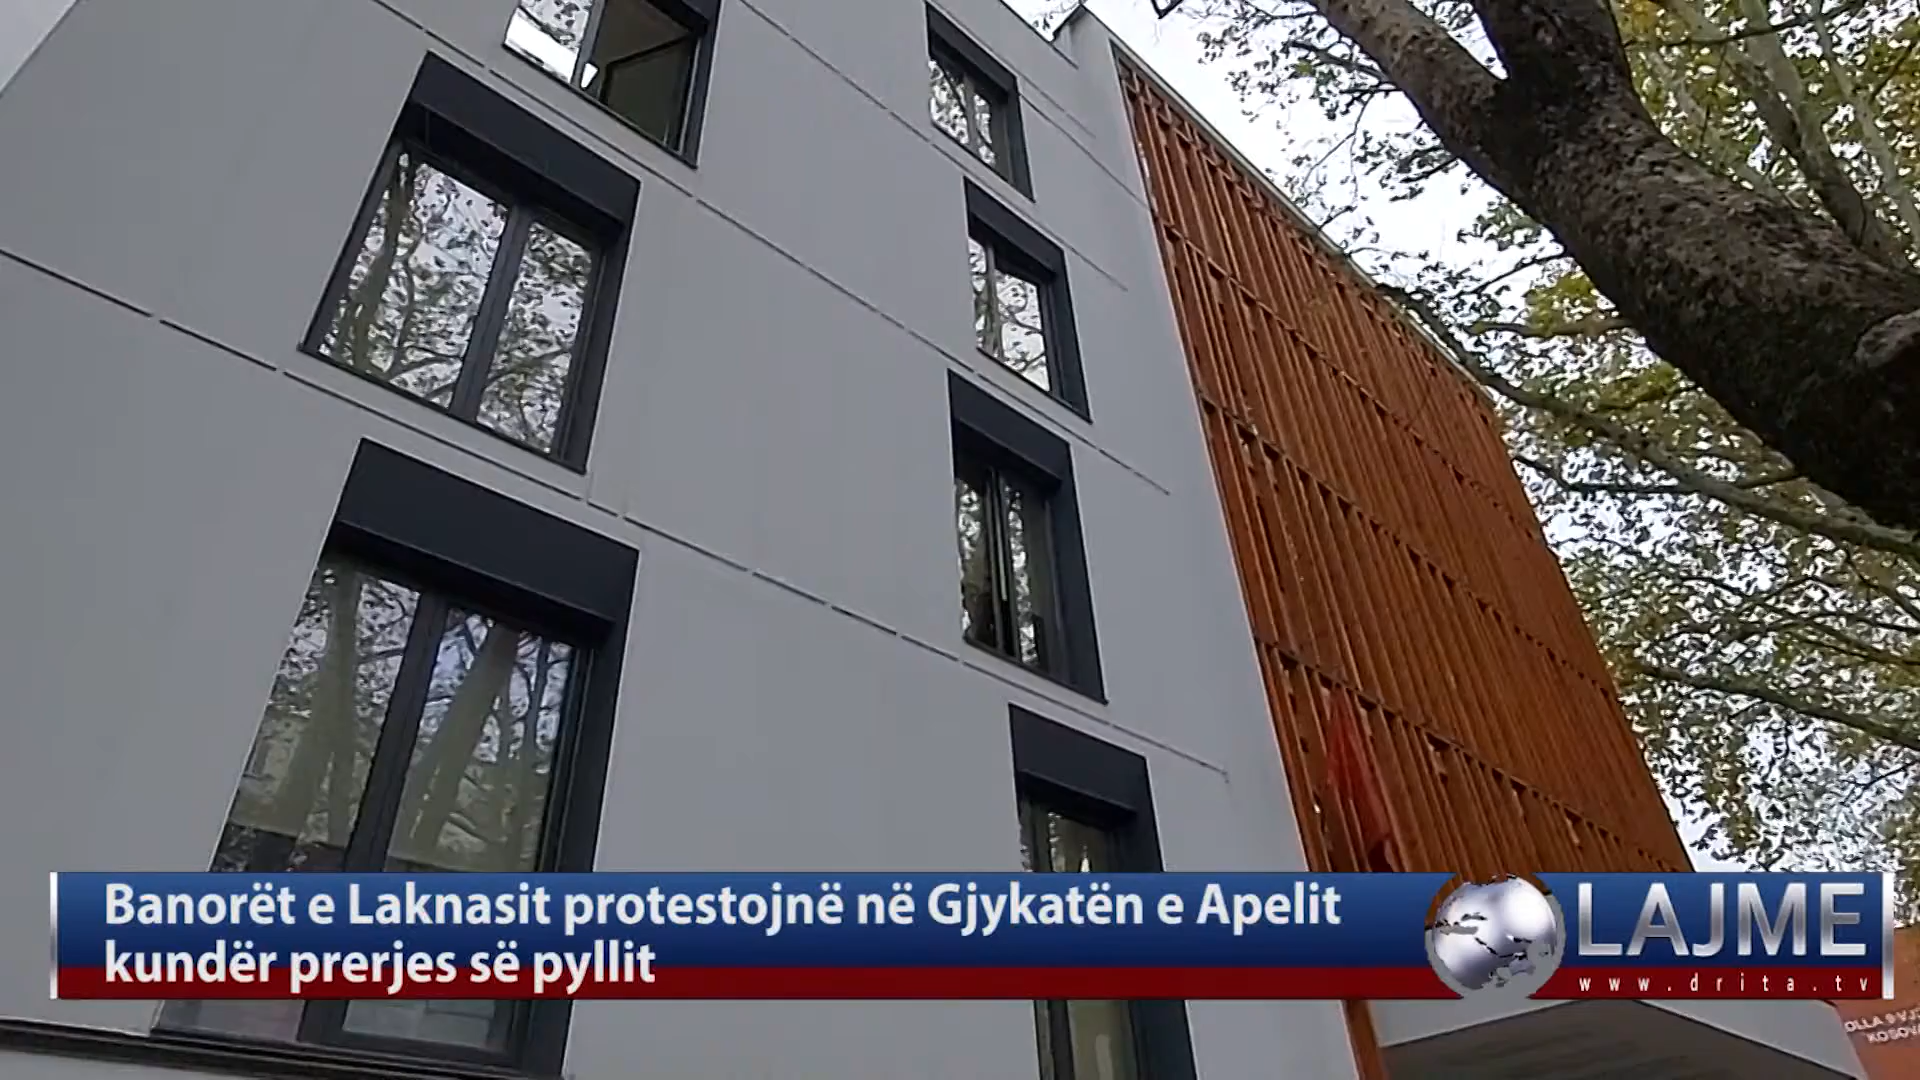 Banorët e Laknasit protestojnë në Gjykatën e Apelit
kundër prerjes së pyllit
LAJME
www.drita.tv